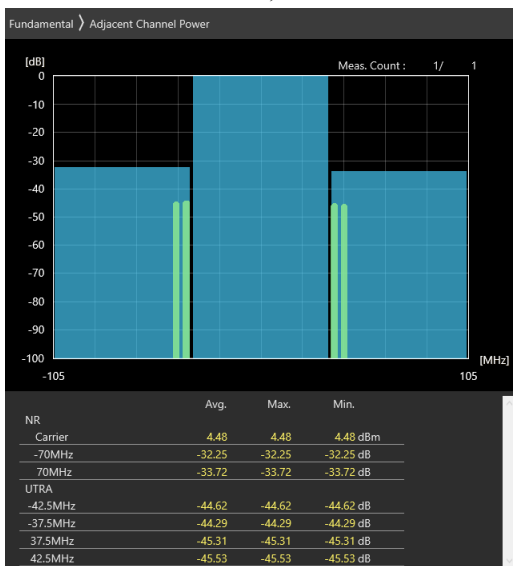 Fundamental 〉 Adjacent Channel Power
[dB]
Meas. Count : 1/ 1
0
-10
-20
-30
-40
-50
-60
-70
-80
-90
-100
[MHz]
-105 105
Avg. Max. Min.
NR
Carrier 4.48 4.48 4.48 dBm
-70MHz -32.25 -32.25 -32.25 dB
70MHz -33.72 -33.72 -33.72 dB
UTRA
-42.5MHz -44.62 -44.62 -44.62 dB
-37.5MHz -44.29 -44.29 -44.29 dB
37.5MHz -45.31 -45.31 -45.31 dB
42.5MHz -45.53 -45.53 -45.53 dB